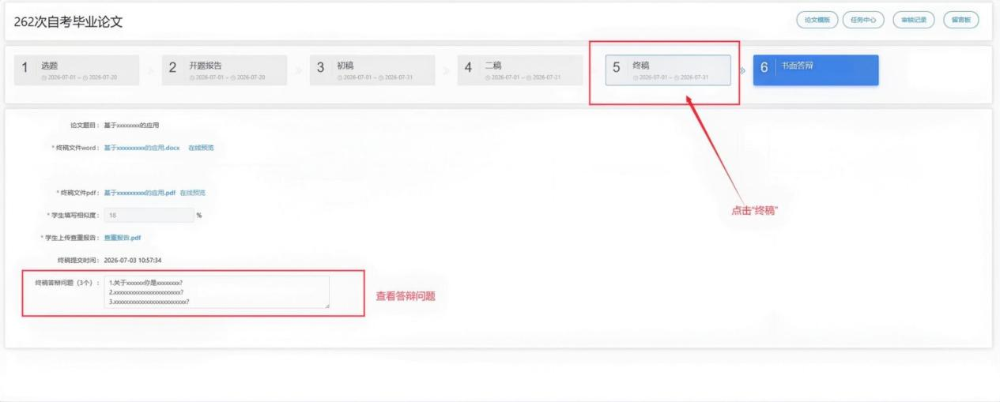 262次自考毕业论文
论文模版 任务中心 审核记录 留言板
1 选题
2026-07-01 ~ 2026-07-20
2 开题报告
2026-07-01 ~ 2026-07-20
3 初稿
2026-07-01 ~ 2026-07-31
4 二稿
2026-07-01 ~ 2026-07-31
5 终稿
2026-07-01 ~ 2026-07-31
6 书面答辩
论文题目： 基于xxxxxxxx的应用
* 终稿文件word： 基于xxxxxxxxx的应用.docx 在线预览
* 终稿文件pdf： 基于xxxxxxxxx的应用.pdf 在线预览
* 学生填写相似度： 18 %
* 学生上传查重报告： 查重报告.pdf
终稿提交时间： 2026-07-03 10:57:34
终稿答辩问题（3个）： 1.关于xxxxxx你是xxxxxxxx?
2.xxxxxxxxxxxxxxxxxxxxxxx?
3.xxxxxxxxxxxxxxxxxxxxxxxxx?
点击“终稿”
查看答辩问题